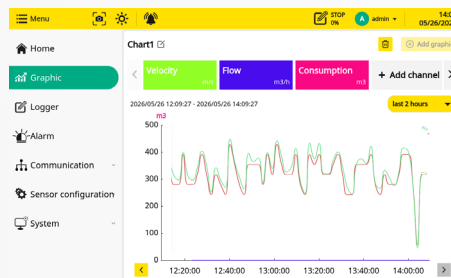 Menu
STOP
0%
A
admin
14:0
05/26/202
Home
Graphic
Logger
Alarm
Communication
Sensor configuration
System
Chart1
Add graphi
Velocity
m/s
Flow
m3/h
Consumption
m3
+ Add channel
2026/05/26 12:09:27 - 2026/05/26 14:09:27
last 2 hours
m3
500
400
300
200
100
0
12:20:00 12:40:00 13:00:00 13:20:00 13:40:00 14:00:00